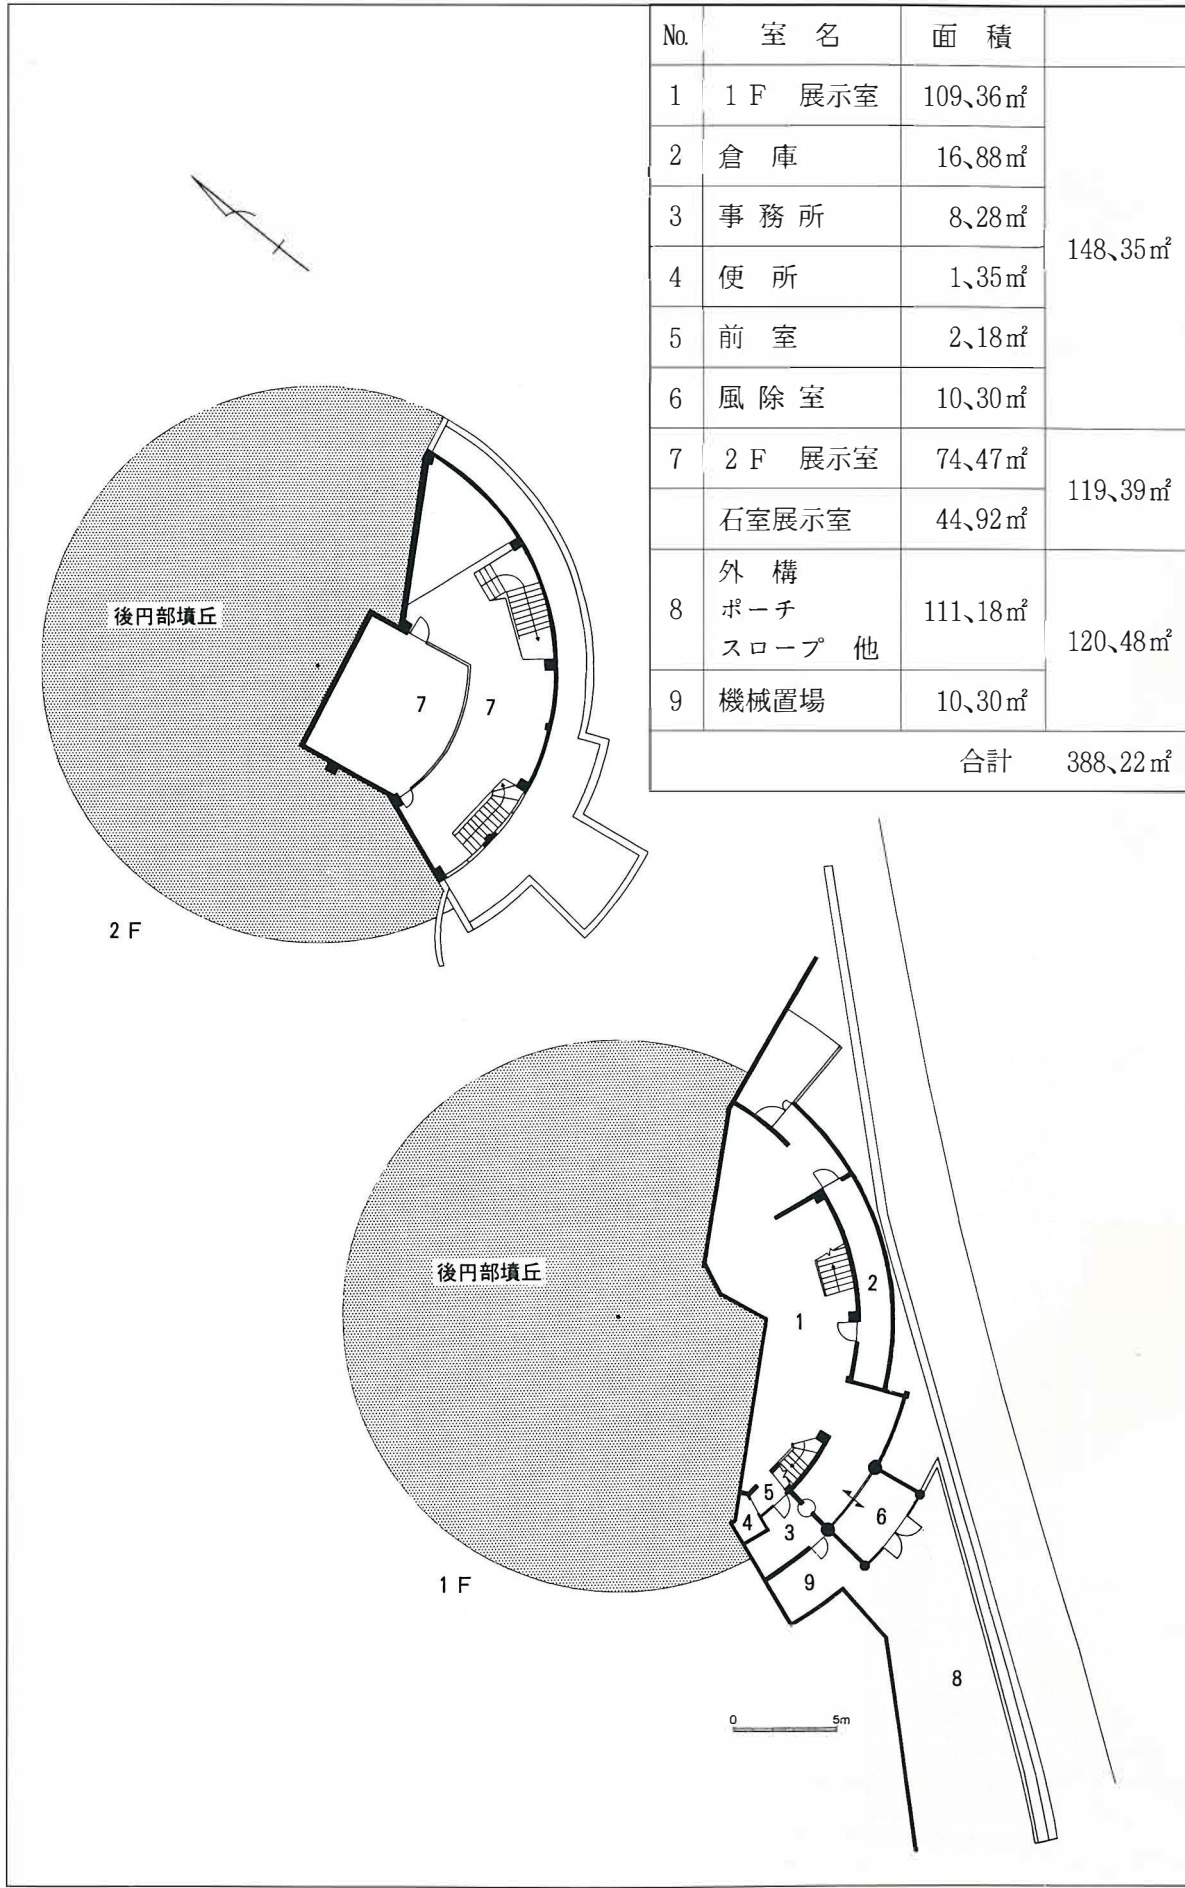 No. 室名 面積
1 1F 展示室 109、36㎡
2 倉庫 16、88㎡
3 事務所 8、28㎡
4 便所 1、35㎡
5 前室 2、18㎡
6 風除室 10、30㎡
148、35㎡
7 2F 展示室 74、47㎡
石室展示室 44、92㎡
119、39㎡
8 外構 ポーチ スロープ 他 111、18㎡
9 機械置場 10、30㎡
120、48㎡
合計 388、22㎡
後円部墳丘
7
7
2F
後円部墳丘
1
2
5
4
3
6
9
1F
8
0 5m